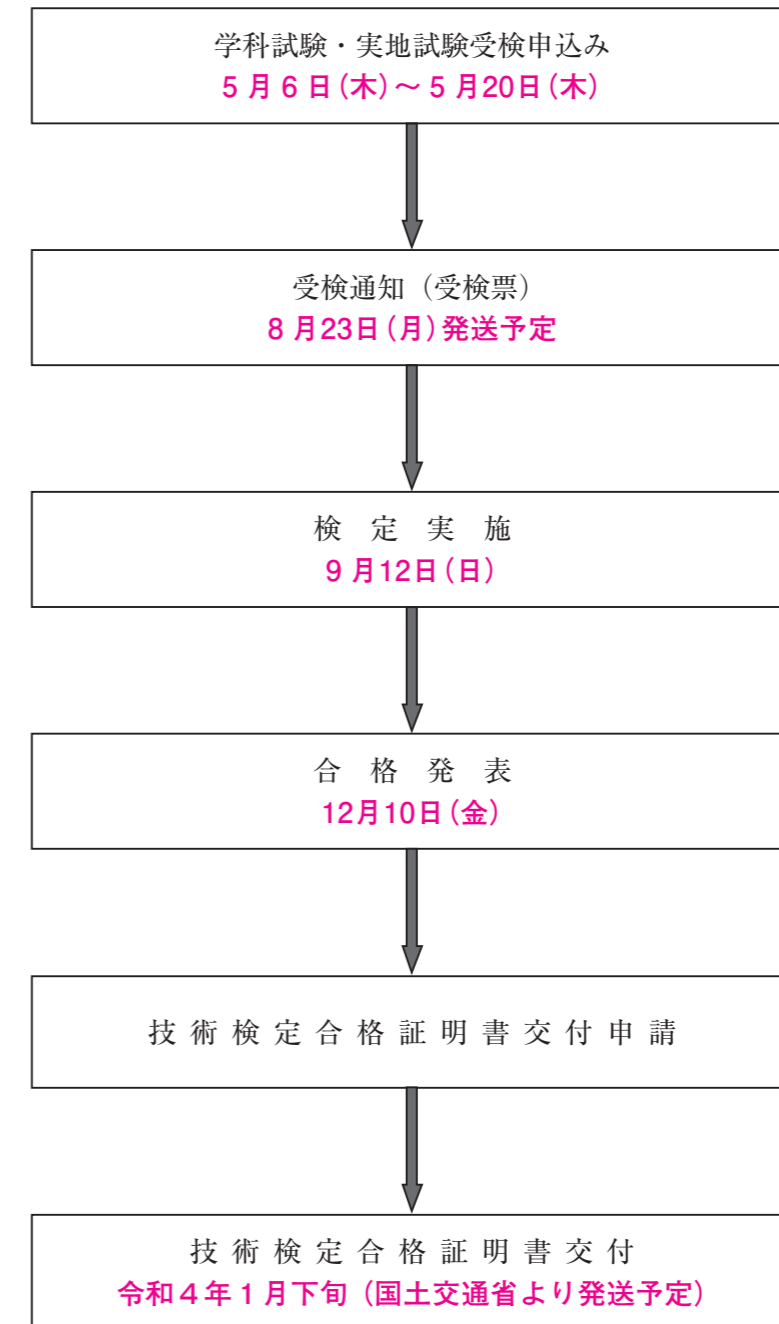 学科試験・実地試験受検申込み
5月6日(木)～5月20日(木)
受検通知（受検票）
8月23日(月)発送予定
検定実施
9月12日(日)
合格発表
12月10日(金)
技術検定合格証明書交付申請
技術検定合格証明書交付
令和4年1月下旬（国土交通省より発送予定）